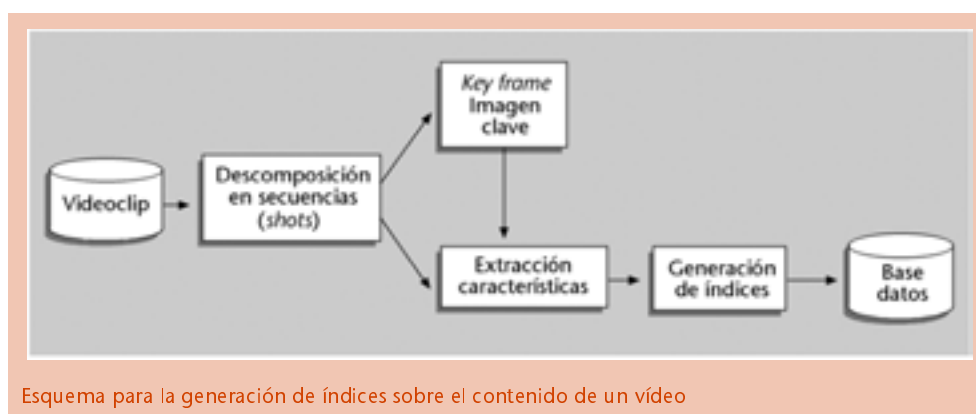 Videoclip
Descomposición
en secuencias
(shots)
Key frame
Imagen
clave
Extracción
características
Generación
de índices
Base
datos
Esquema para la generación de índices sobre el contenido de un vídeo